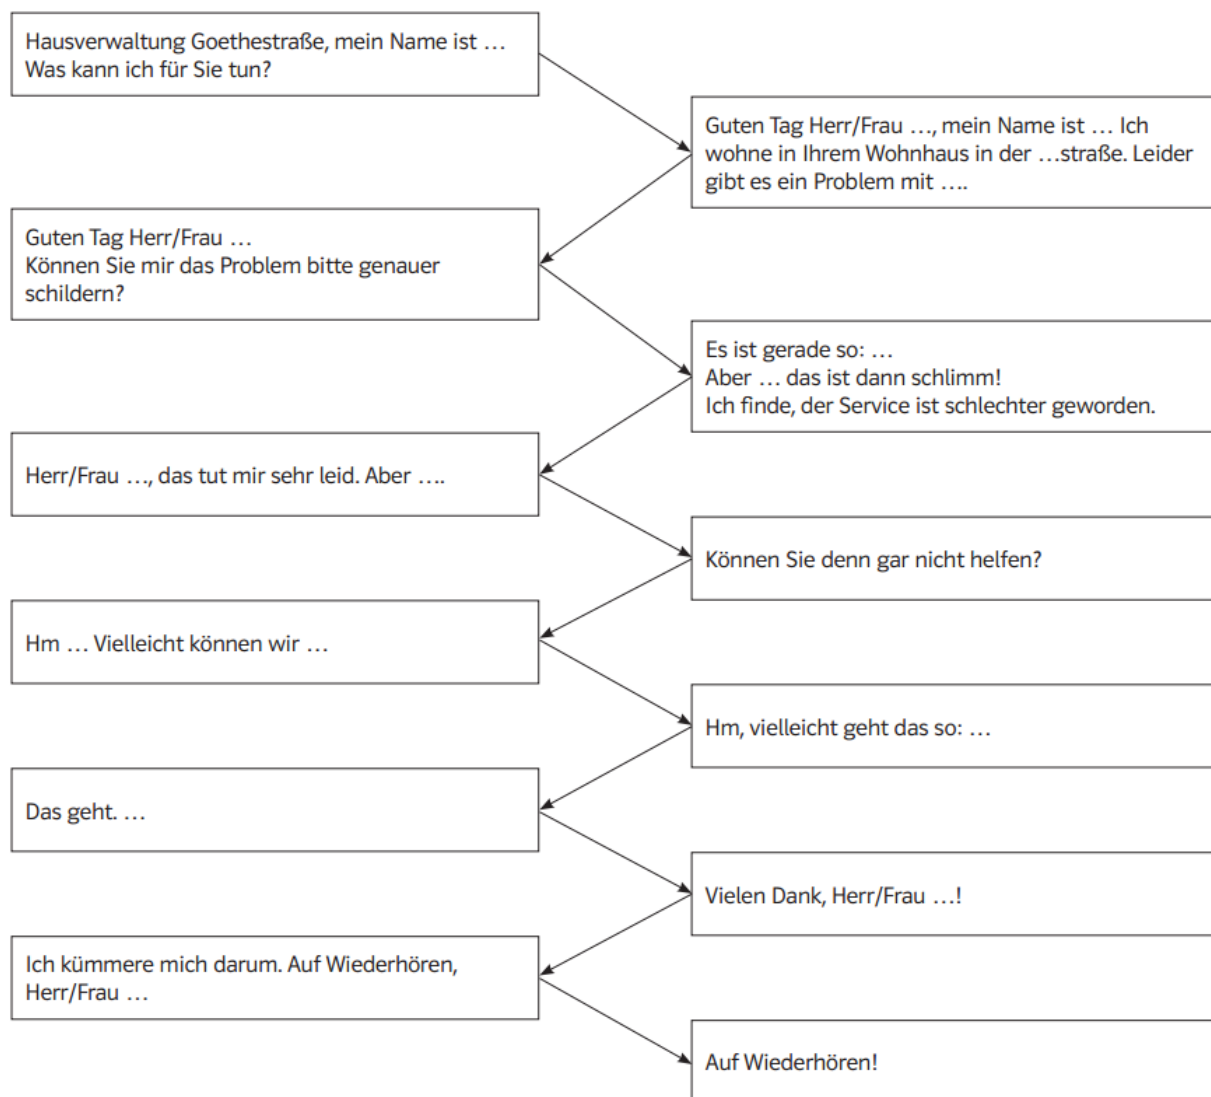 Hausverwaltung Goethestraße, mein Name ist …
Was kann ich für Sie tun?
Guten Tag Herr/Frau …, mein Name ist … Ich
wohne in Ihrem Wohnhaus in der …straße. Leider
gibt es ein Problem mit ….
Guten Tag Herr/Frau …
Können Sie mir das Problem bitte genauer
schildern?
Es ist gerade so: …
Aber … das ist dann schlimm!
Ich finde, der Service ist schlechter geworden.
Herr/Frau …, das tut mir sehr leid. Aber ….
Können Sie denn gar nicht helfen?
Hm … Vielleicht können wir …
Hm, vielleicht geht das so: …
Das geht. …
Vielen Dank, Herr/Frau …!
Ich kümmere mich darum. Auf Wiederhören,
Herr/Frau …
Auf Wiederhören!